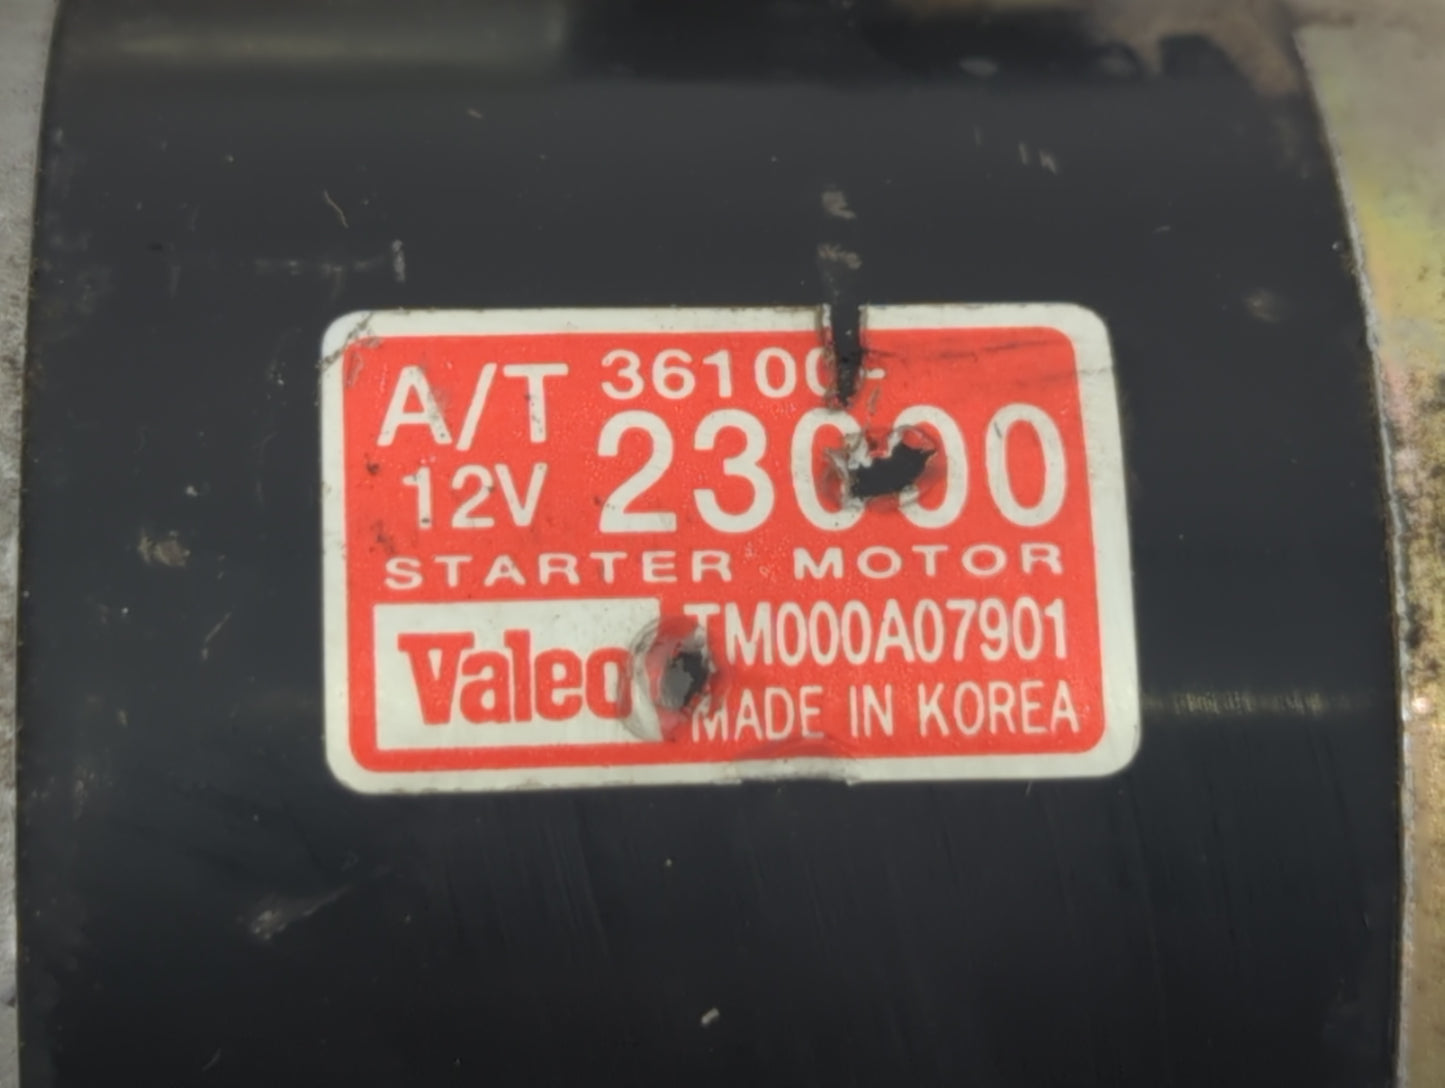 A/T 36100-
12V 23000
STARTER MOTOR
Valeo TM000A07901
MADE IN KOREA